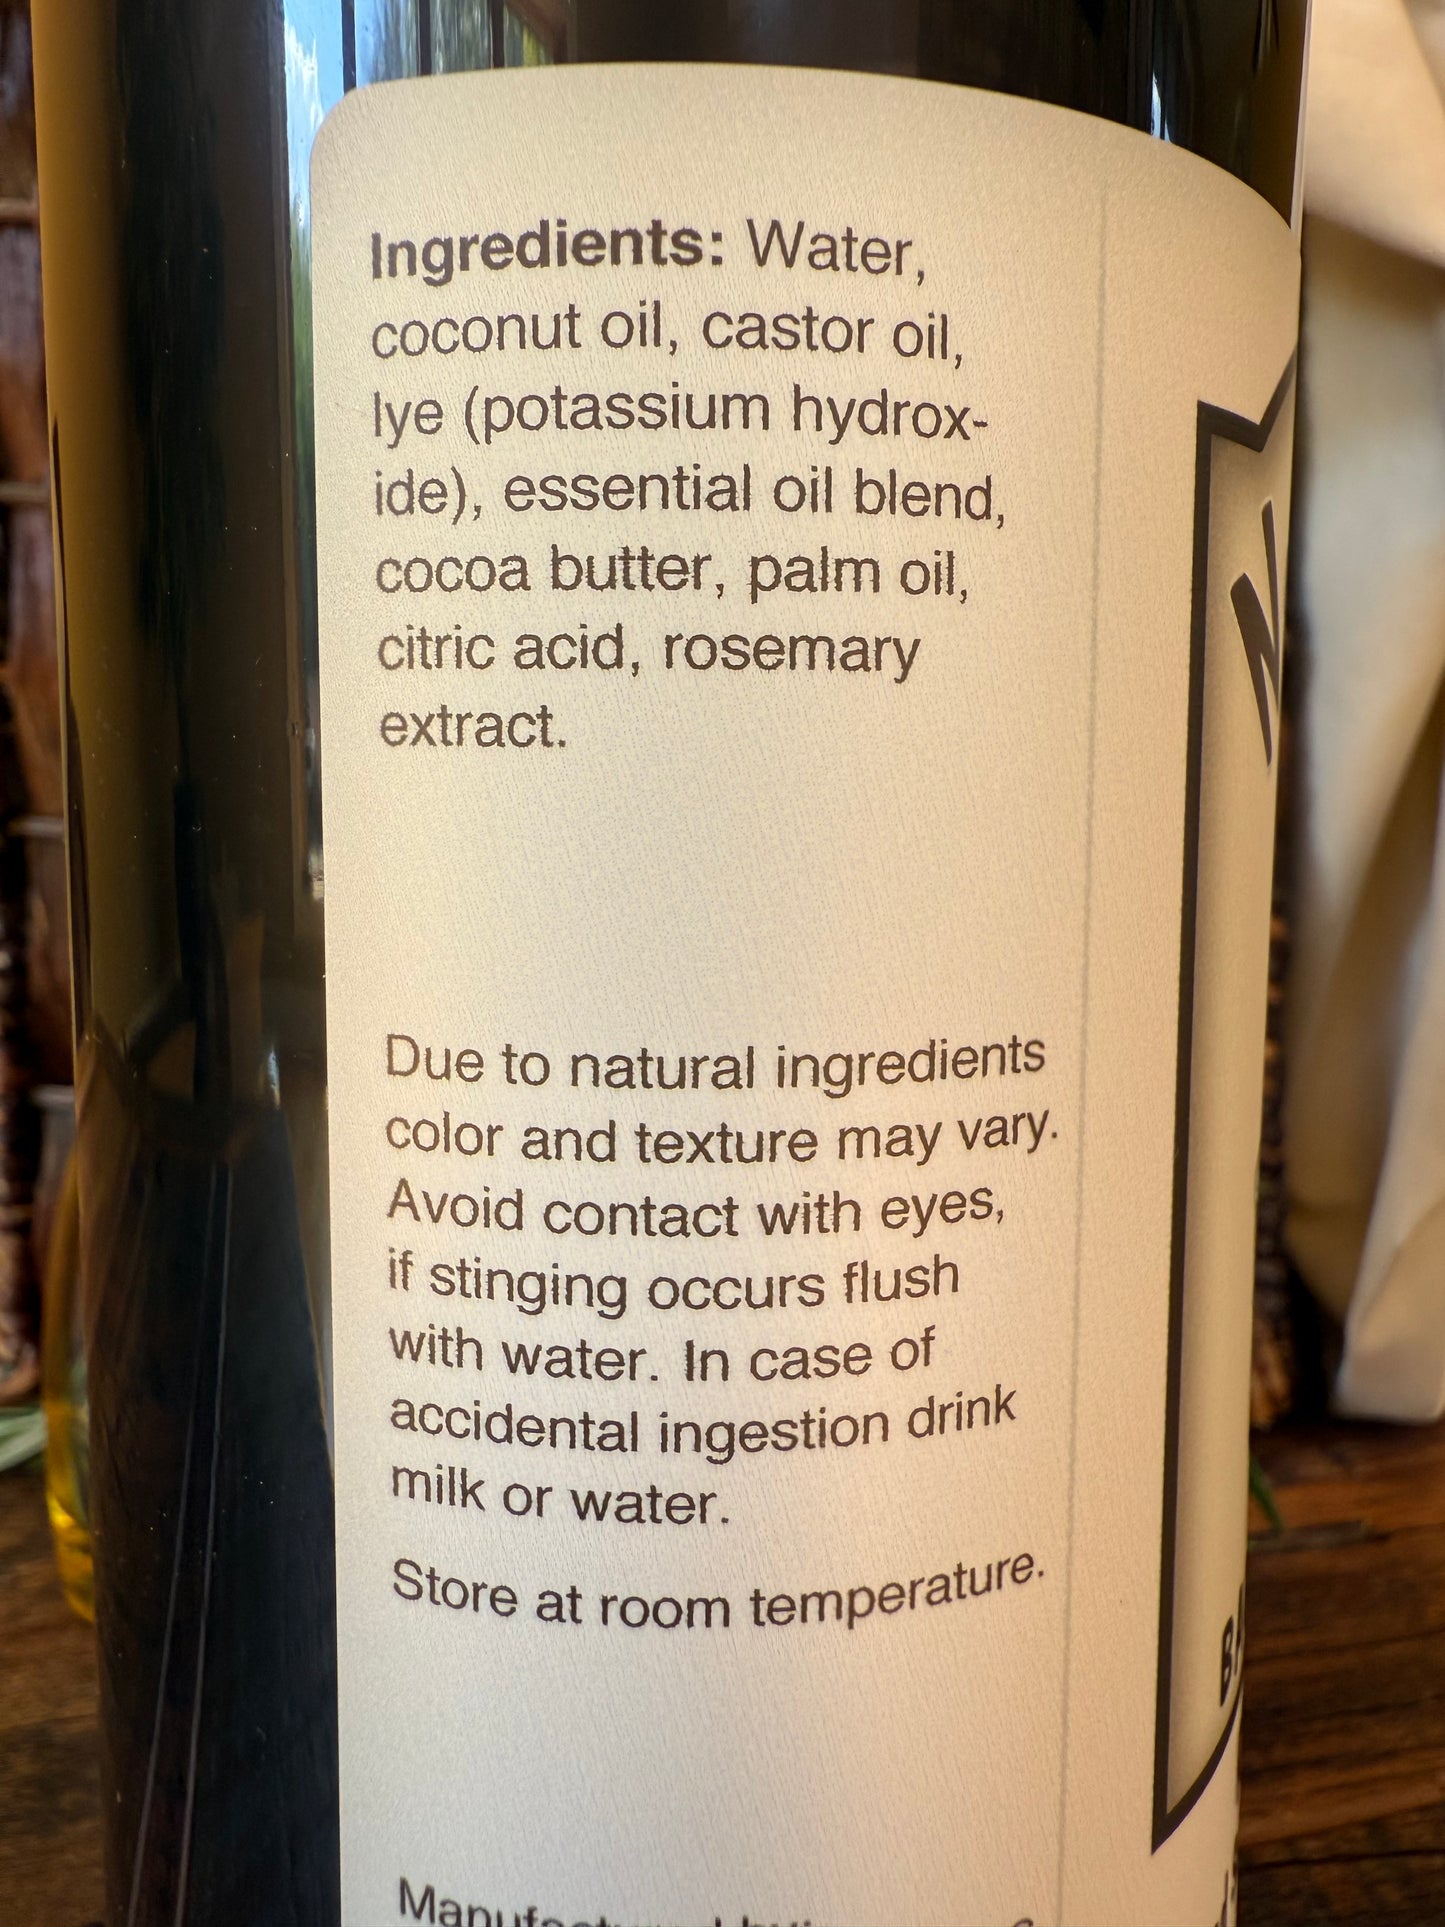 Ingredients: Water,
coconut oil, castor oil,
lye (potassium hydrox-
ide), essential oil blend,
cocoa butter, palm oil,
citric acid, rosemary
extract.
Due to natural ingredients
color and texture may vary.
Avoid contact with eyes,
if stinging occurs flush
with water. In case of
accidental ingestion drink
milk or water.
Store at room temperature.